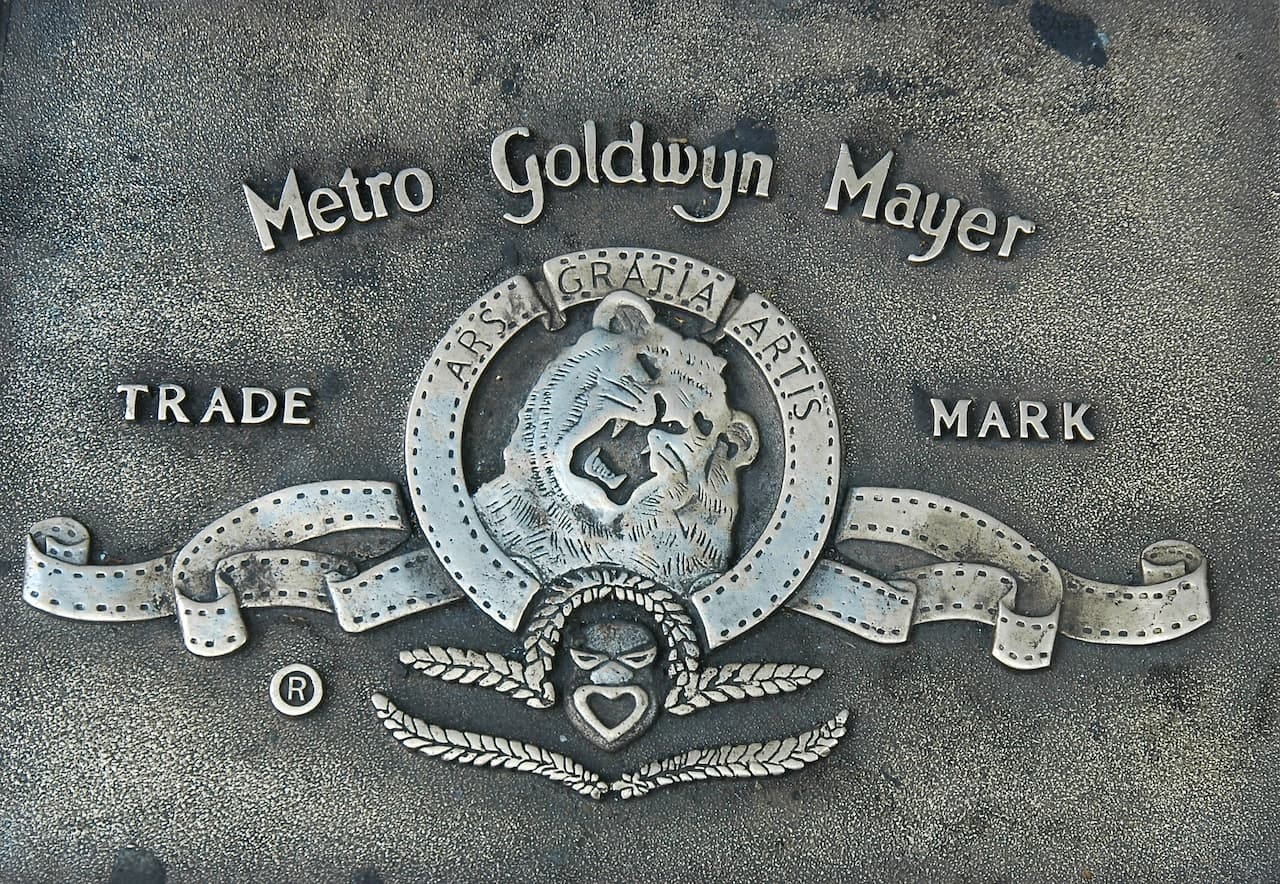 Metro Goldwyn Mayer
ARS GRATIA ARTIS
TRADE MARK
®